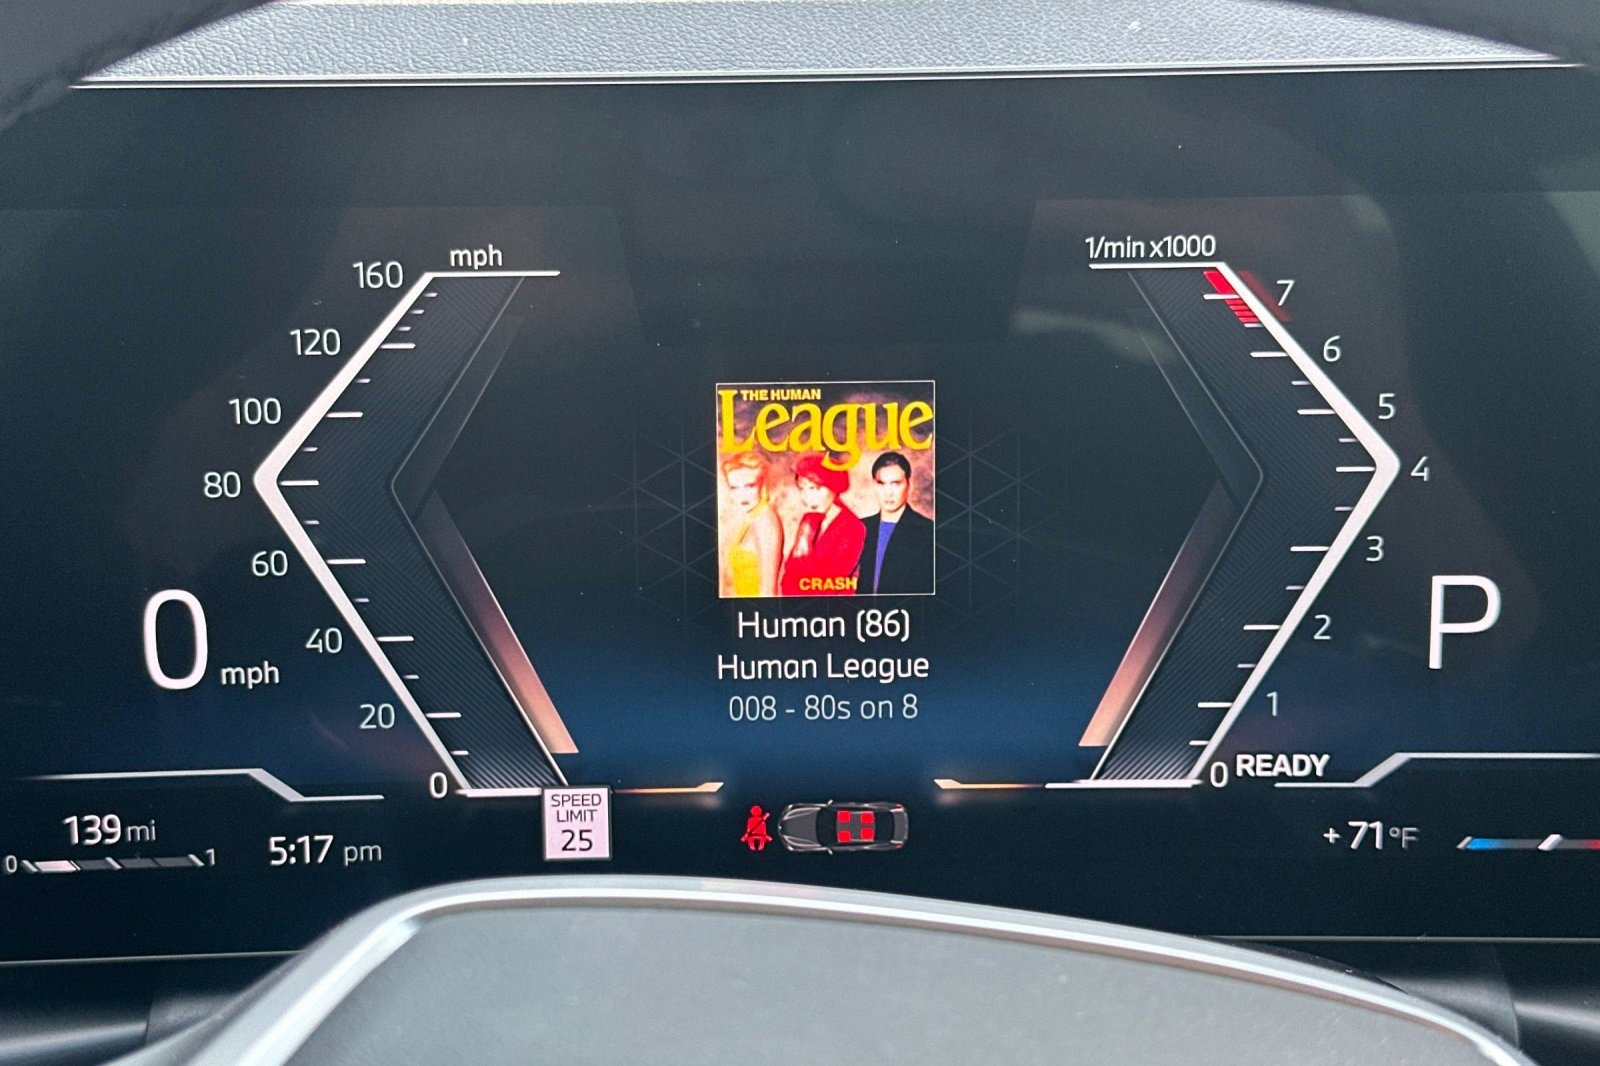 mph
160
120
100
80
60
40
20
0
0
mph
1/min x1000
7
6
5
4
3
2
1
0
P
READY
THE HUMAN
League
CRASH
Human (86)
Human League
008 - 80s on 8
139 mi
0 1
5:17 pm
SPEED
LIMIT
25
+71°F